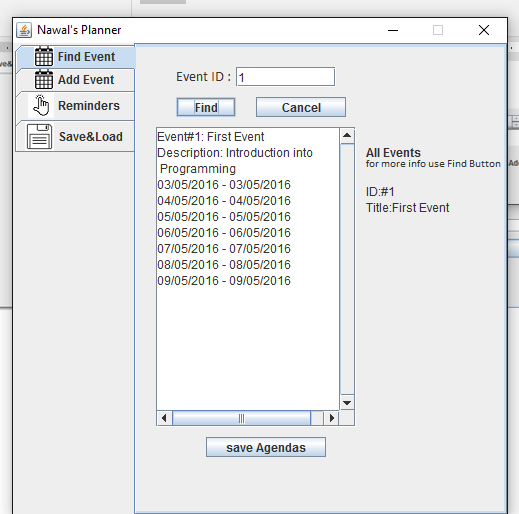 Nawal's Planner
Find Event
Add Event
Reminders
Save&Load
Event ID : 1
Find
Cancel
Event#1: First Event
Description: Introduction into
Programming
03/05/2016 - 03/05/2016
04/05/2016 - 04/05/2016
05/05/2016 - 05/05/2016
06/05/2016 - 06/05/2016
07/05/2016 - 07/05/2016
08/05/2016 - 08/05/2016
09/05/2016 - 09/05/2016
save Agendas
All Events
for more info use Find Button
ID:#1
Title:First Event